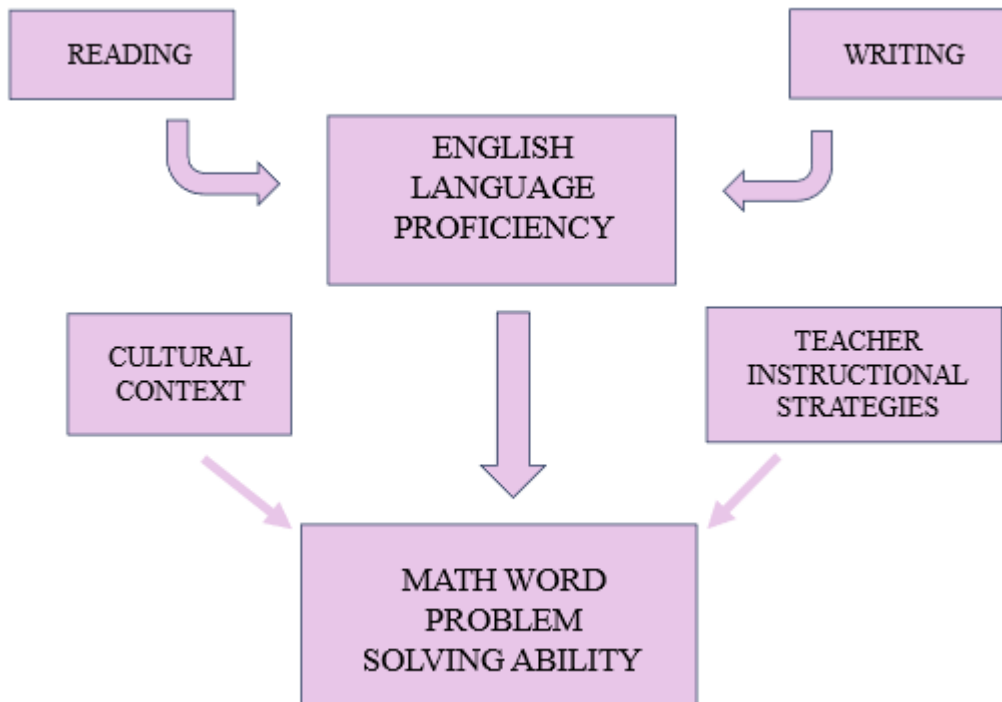 READING
WRITING
ENGLISH
LANGUAGE
PROFICIENCY
CULTURAL
CONTEXT
TEACHER
INSTRUCTIONAL
STRATEGIES
MATH WORD
PROBLEM
SOLVING ABILITY